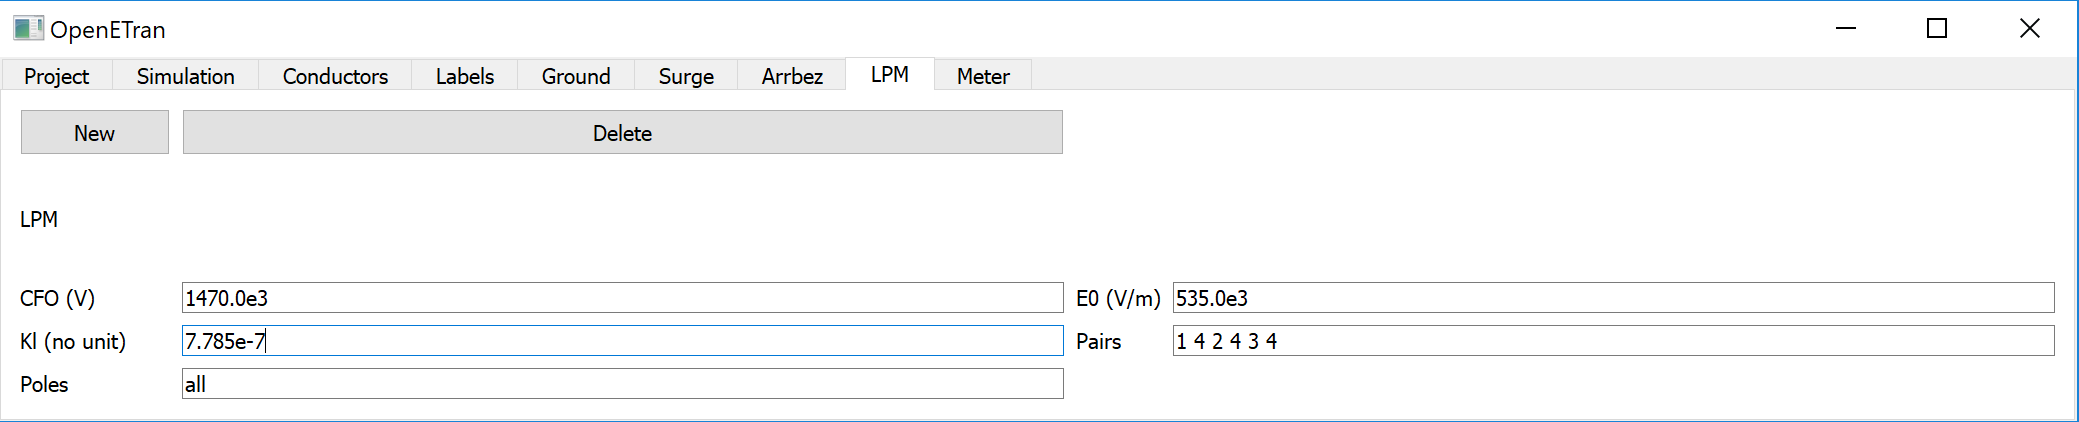 OpenETran
Project Simulation Conductors Labels Ground Surge Arrbez LPM Meter
New Delete
LPM
CFO (V) 1470.0e3 E0 (V/m) 535.0e3
Kl (no unit) 7.785e-7 Pairs 1 4 2 4 3 4
Poles all